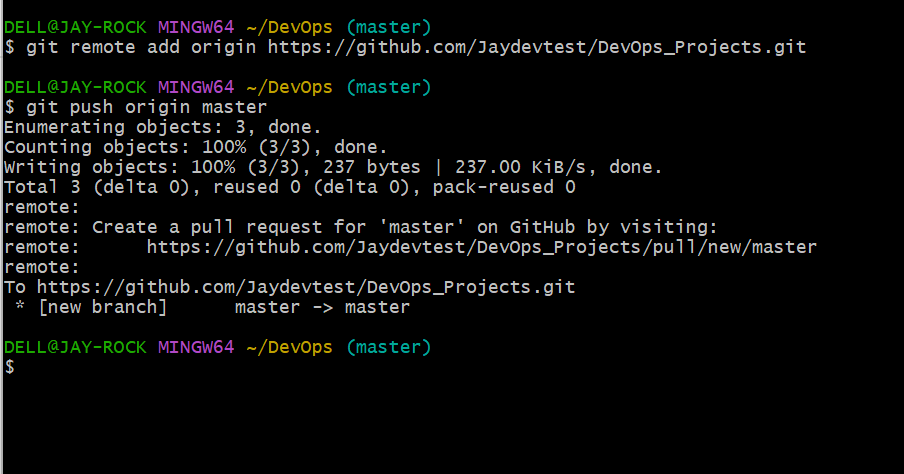 DELL@JAY-ROCK MINGW64 ~/DevOps (master)
$ git remote add origin https://github.com/Jaydevtest/DevOps_Projects.git
DELL@JAY-ROCK MINGW64 ~/DevOps (master)
$ git push origin master
Enumerating objects: 3, done.
Counting objects: 100% (3/3), done.
Writing objects: 100% (3/3), 237 bytes | 237.00 KiB/s, done.
Total 3 (delta 0), reused 0 (delta 0), pack-reused 0
remote:
remote: Create a pull request for 'master' on GitHub by visiting:
remote:      https://github.com/Jaydevtest/DevOps_Projects/pull/new/master
remote:
To https://github.com/Jaydevtest/DevOps_Projects.git
 * [new branch]      master -> master
DELL@JAY-ROCK MINGW64 ~/DevOps (master)
$